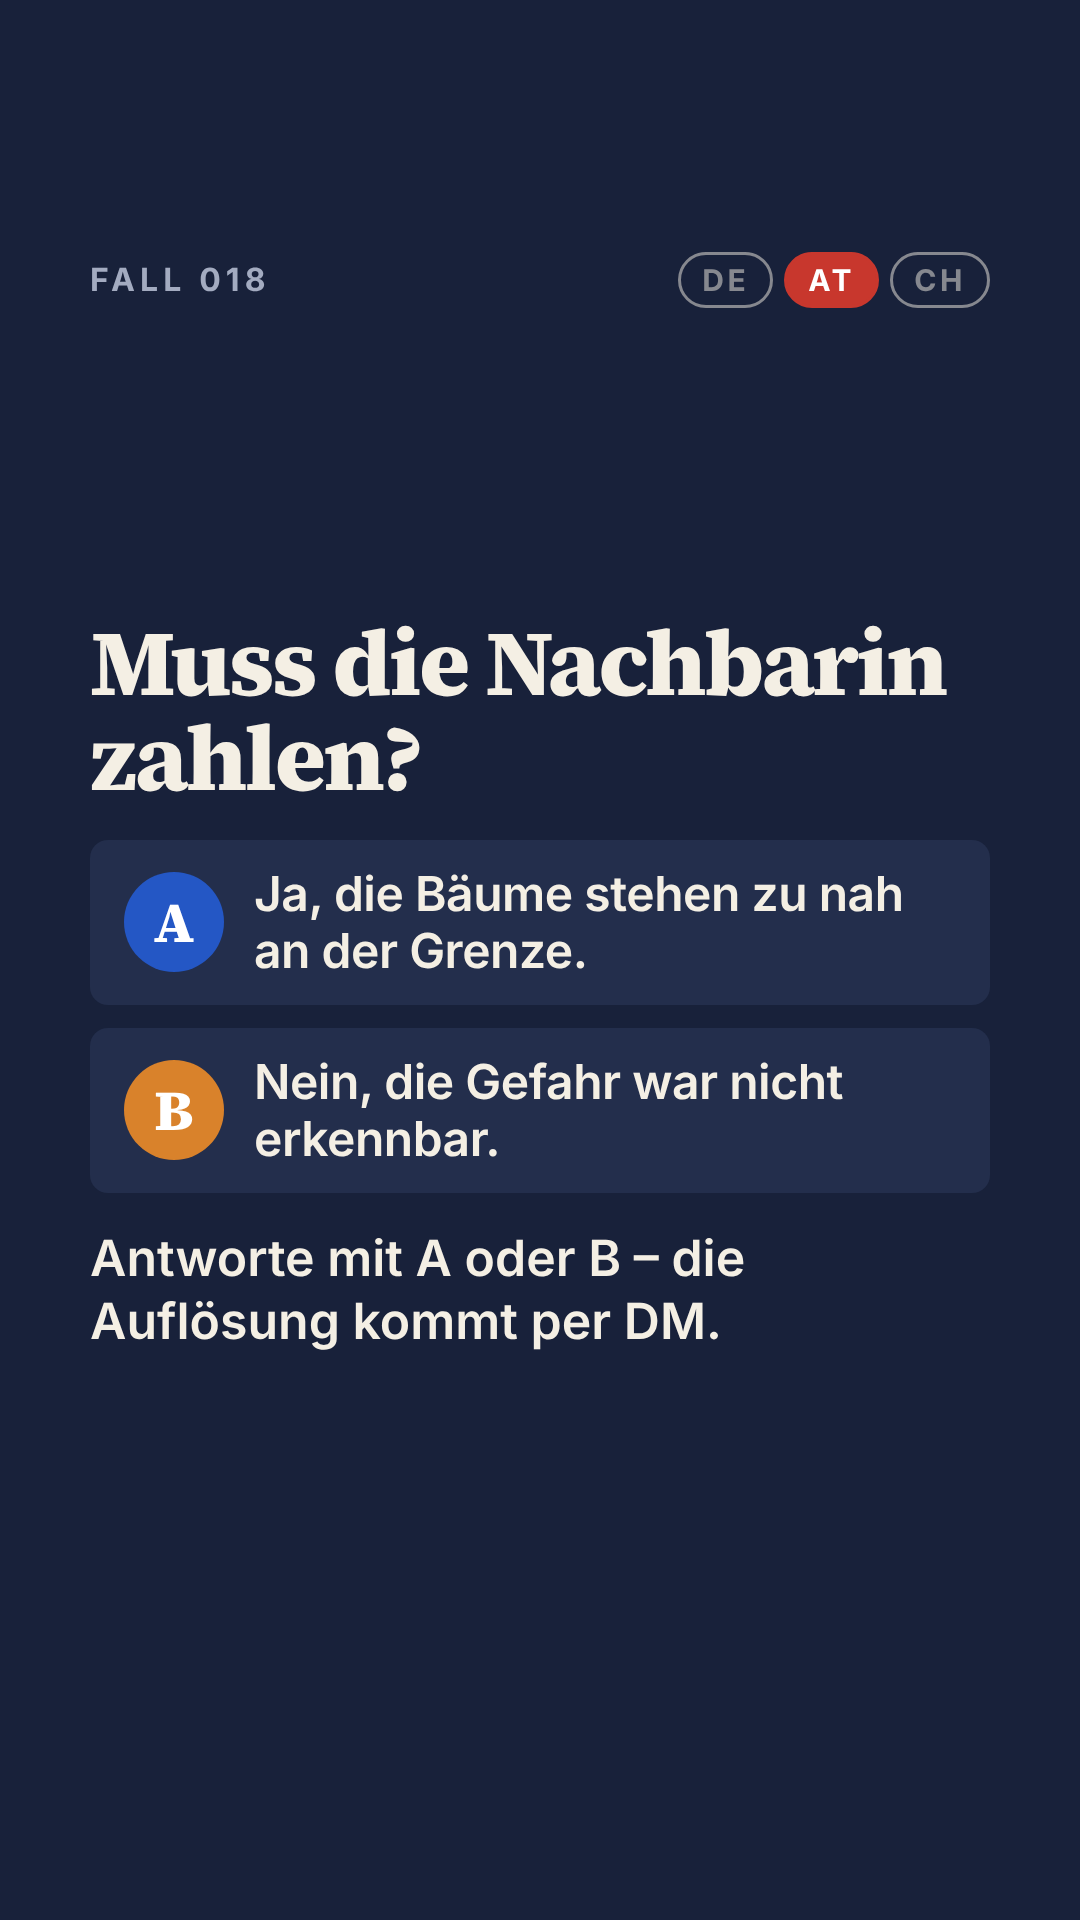 FALL 018
DE AT CH
Muss die Nachbarin
zahlen?
A
Ja, die Bäume stehen zu nah
an der Grenze.
B
Nein, die Gefahr war nicht
erkennbar.
Antworte mit A oder B – die
Auflösung kommt per DM.